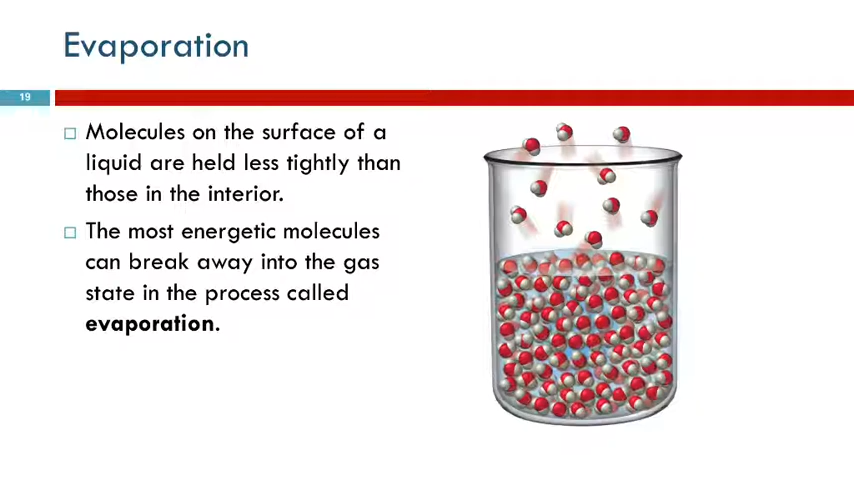 Evaporation
19
Molecules on the surface of a
liquid are held less tightly than
those in the interior.
The most energetic molecules
can break away into the gas
state in the process called
evaporation.